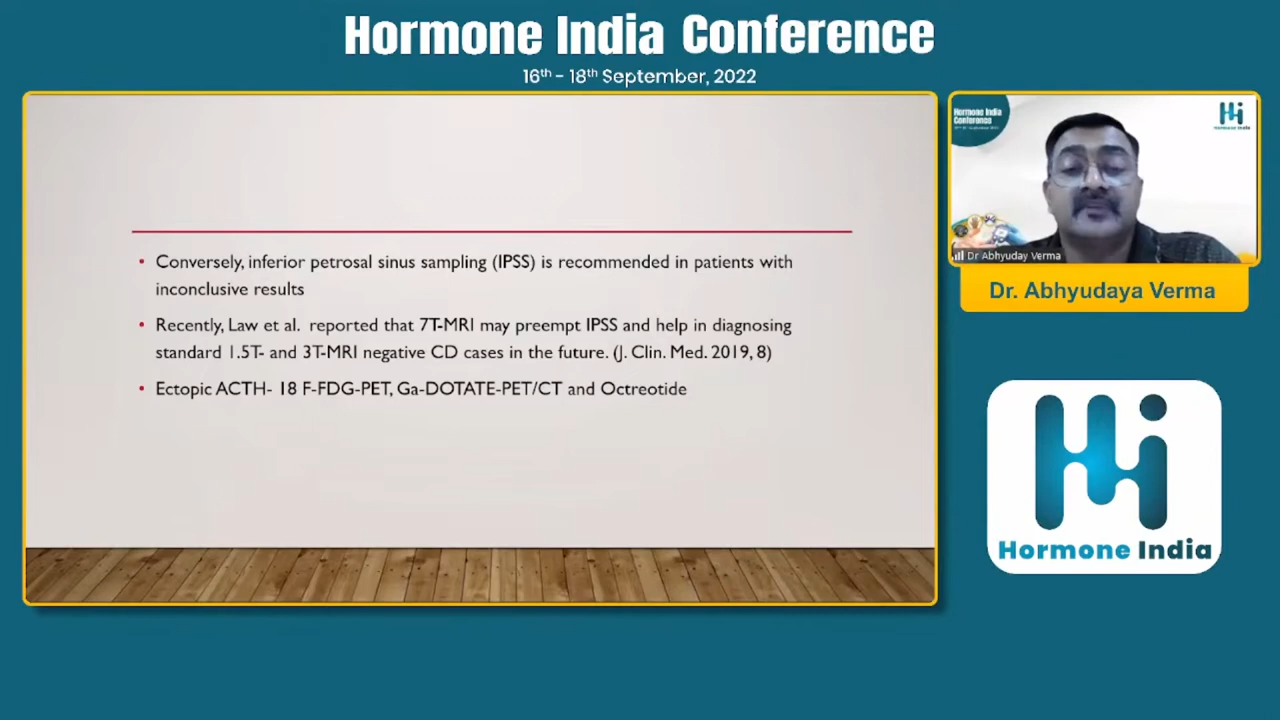 Hormone India Conference
16th - 18th September, 2022
• Conversely, inferior petrosal sinus sampling (IPSS) is recommended in patients with
inconclusive results
• Recently, Law et al. reported that 7T-MRI may preempt IPSS and help in diagnosing
standard 1.5T- and 3T-MRI negative CD cases in the future. (J. Clin. Med. 2019, 8)
• Ectopic ACTH- 18 F-FDG-PET, Ga-DOTATE-PET/CT and Octreotide
Hormone India
Conference
Hormone India
Dr Abhyuday Verma
Dr. Abhyudaya Verma
Hormone India